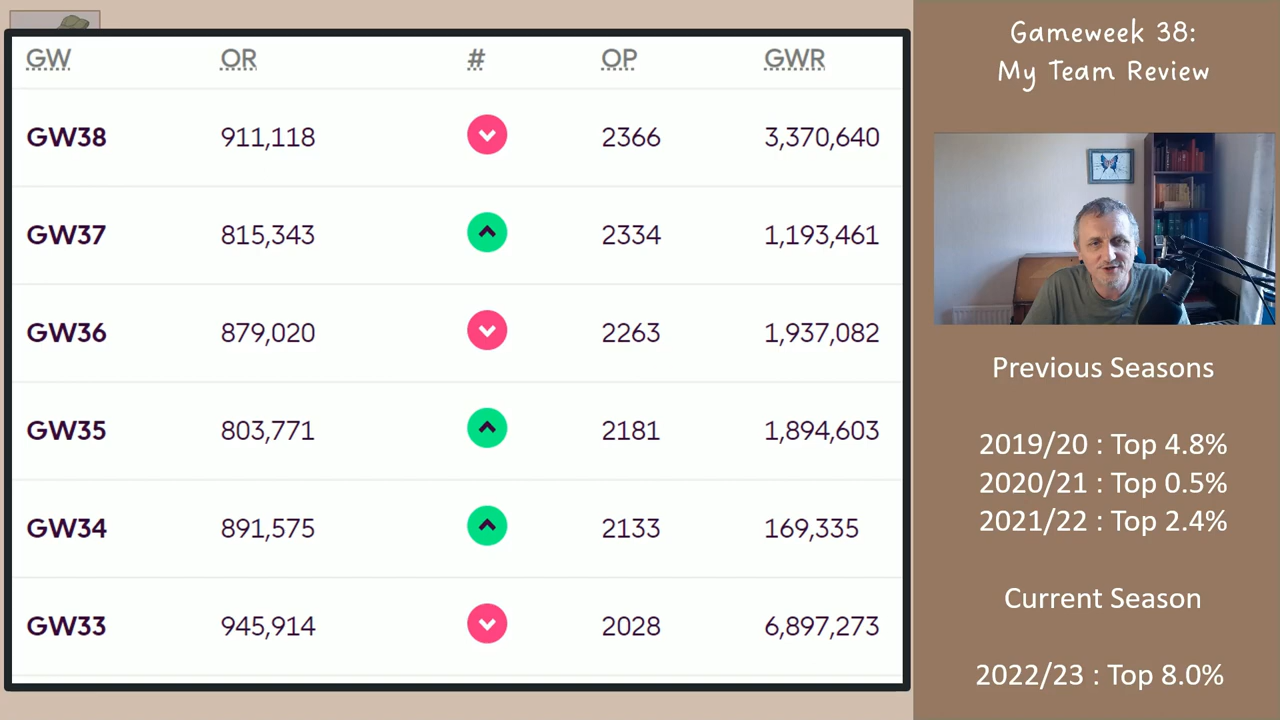 GW OR # OP GWR
GW38 911,118 2366 3,370,640
GW37 815,343 2334 1,193,461
GW36 879,020 2263 1,937,082
GW35 803,771 2181 1,894,603
GW34 891,575 2133 169,335
GW33 945,914 2028 6,897,273
Gameweek 38:
My Team Review
Previous Seasons
2019/20 : Top 4.8%
2020/21 : Top 0.5%
2021/22 : Top 2.4%
Current Season
2022/23 : Top 8.0%